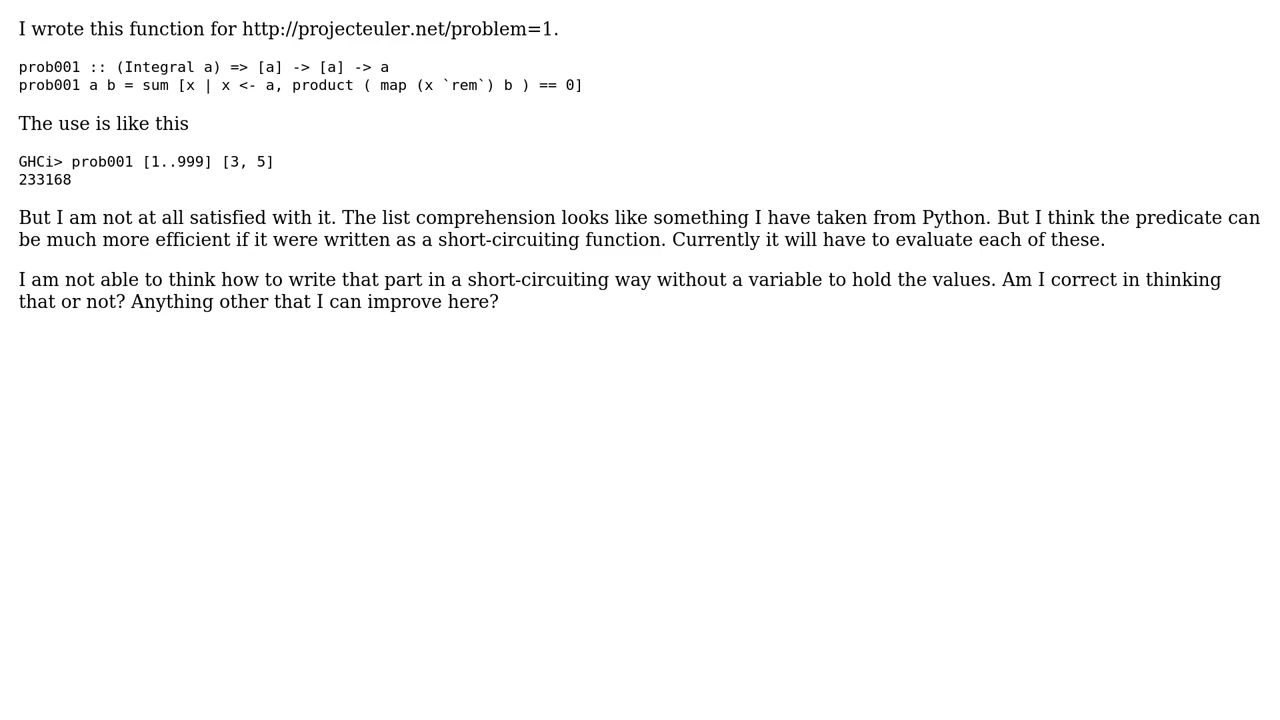 I wrote this function for http://projecteuler.net/problem=1.
prob001 :: (Integral a) => [a] -> [a] -> a
prob001 a b = sum [x | x <- a, product ( map (x `rem`) b ) == 0]
The use is like this
GHCi> prob001 [1..999] [3, 5]
233168
But I am not at all satisfied with it. The list comprehension looks like something I have taken from Python. But I think the predicate can
be much more efficient if it were written as a short-circuiting function. Currently it will have to evaluate each of these.
I am not able to think how to write that part in a short-circuiting way without a variable to hold the values. Am I correct in thinking
that or not? Anything other that I can improve here?